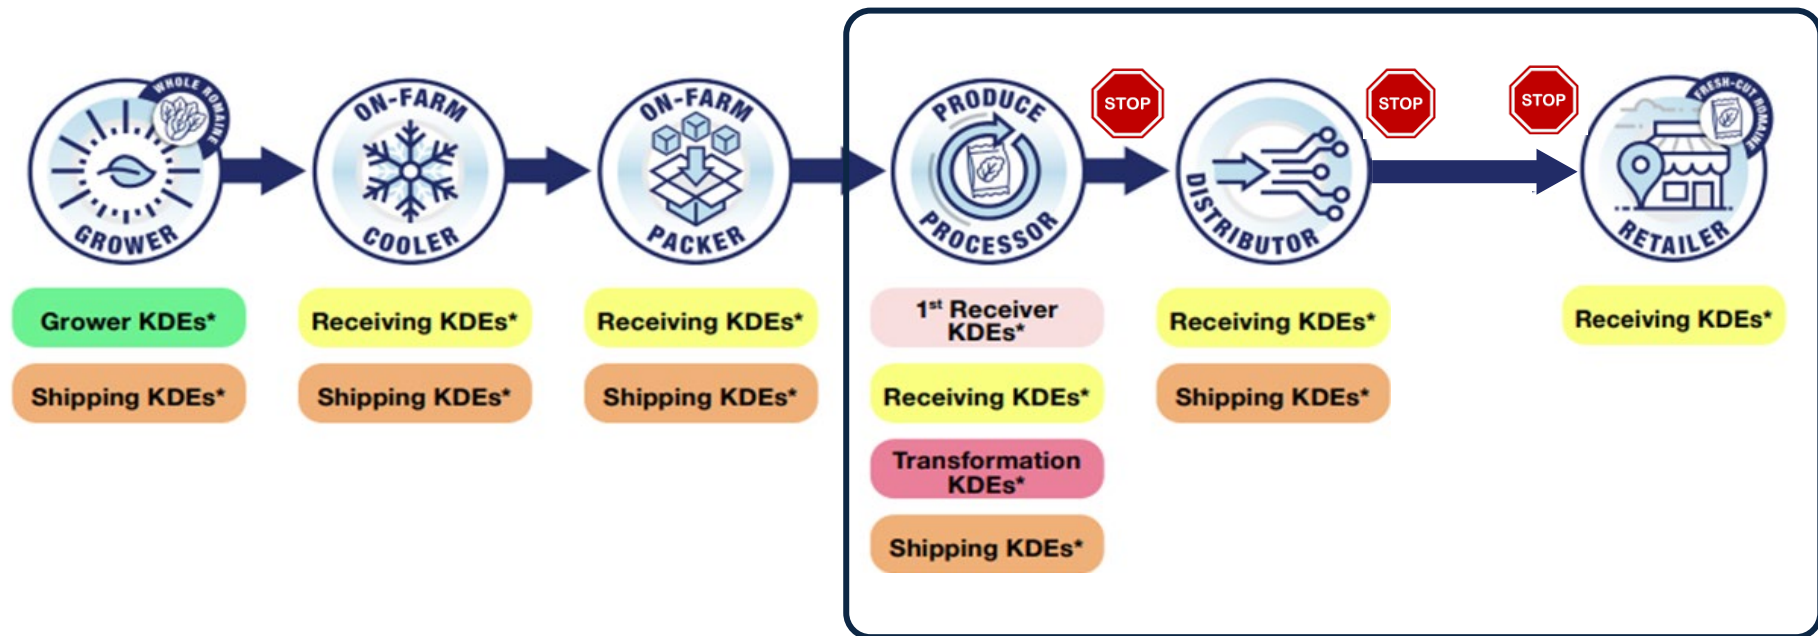 WHOLE ROMAINE
GROWER
ON-FARM
COOLER
ON-FARM
PACKER
PRODUCE
PROCESSOR
STOP
DISTRIBUTOR
STOP
STOP
FRESH-CUT ROMAINE
RETAILER
Grower KDEs*
Shipping KDEs*
Receiving KDEs*
Shipping KDEs*
Receiving KDEs*
Shipping KDEs*
1st Receiver
KDEs*
Receiving KDEs*
Transformation
KDEs*
Shipping KDEs*
Receiving KDEs*
Shipping KDEs*
Receiving KDEs*